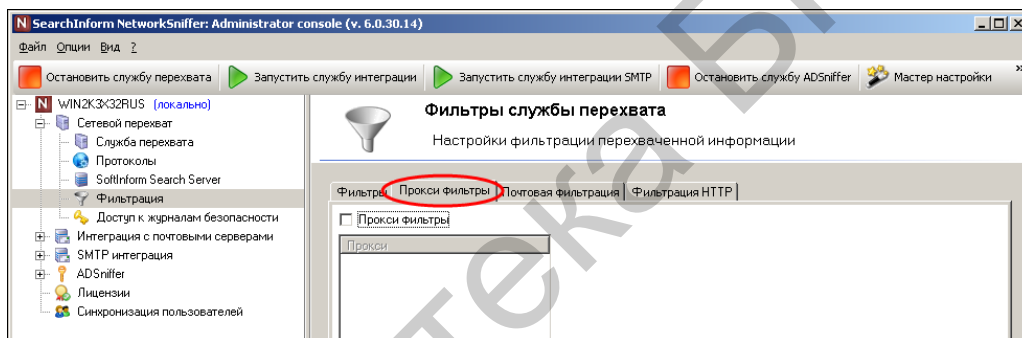 SearchInform NetworkSniffer: Administrator console (v. 6.0.30.14)
Файл Опции Вид ?
Остановить службу перехвата Запустить службу интеграции Запустить службу интеграции SMTP Остановить службу ADSniffer Мастер настройки »
WIN2K3X32RUS (локально)
Сетевой перехват
Служба перехвата
Протоколы
SoftInform Search Server
Фильтрация
Доступ к журналам безопасности
Интеграция с почтовыми серверами
SMTP интеграция
ADSniffer
Лицензии
Синхронизация пользователей
Фильтры службы перехвата
Настройки фильтрации перехваченной информации
Фильтры Прокси фильтры Почтовая фильтрация Фильтрация HTTP
Прокси фильтры
Прокси
тека Б